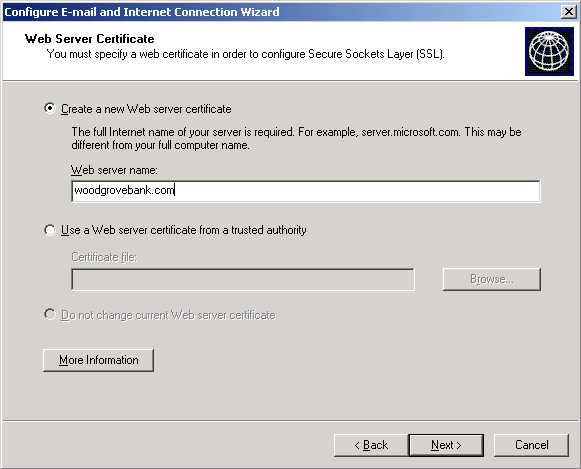 Configure E-mail and Internet Connection Wizard
Web Server Certificate
You must specify a web certificate in order to configure Secure Sockets Layer (SSL).
Create a new Web server certificate
The full Internet name of your server is required. For example, server.microsoft.com. This may be
different from your full computer name.
Web server name:
woodgrovebank.com
Use a Web server certificate from a trusted authority
Certificate file:
Browse...
Do not change current Web server certificate
More Information
< Back
Next >
Cancel